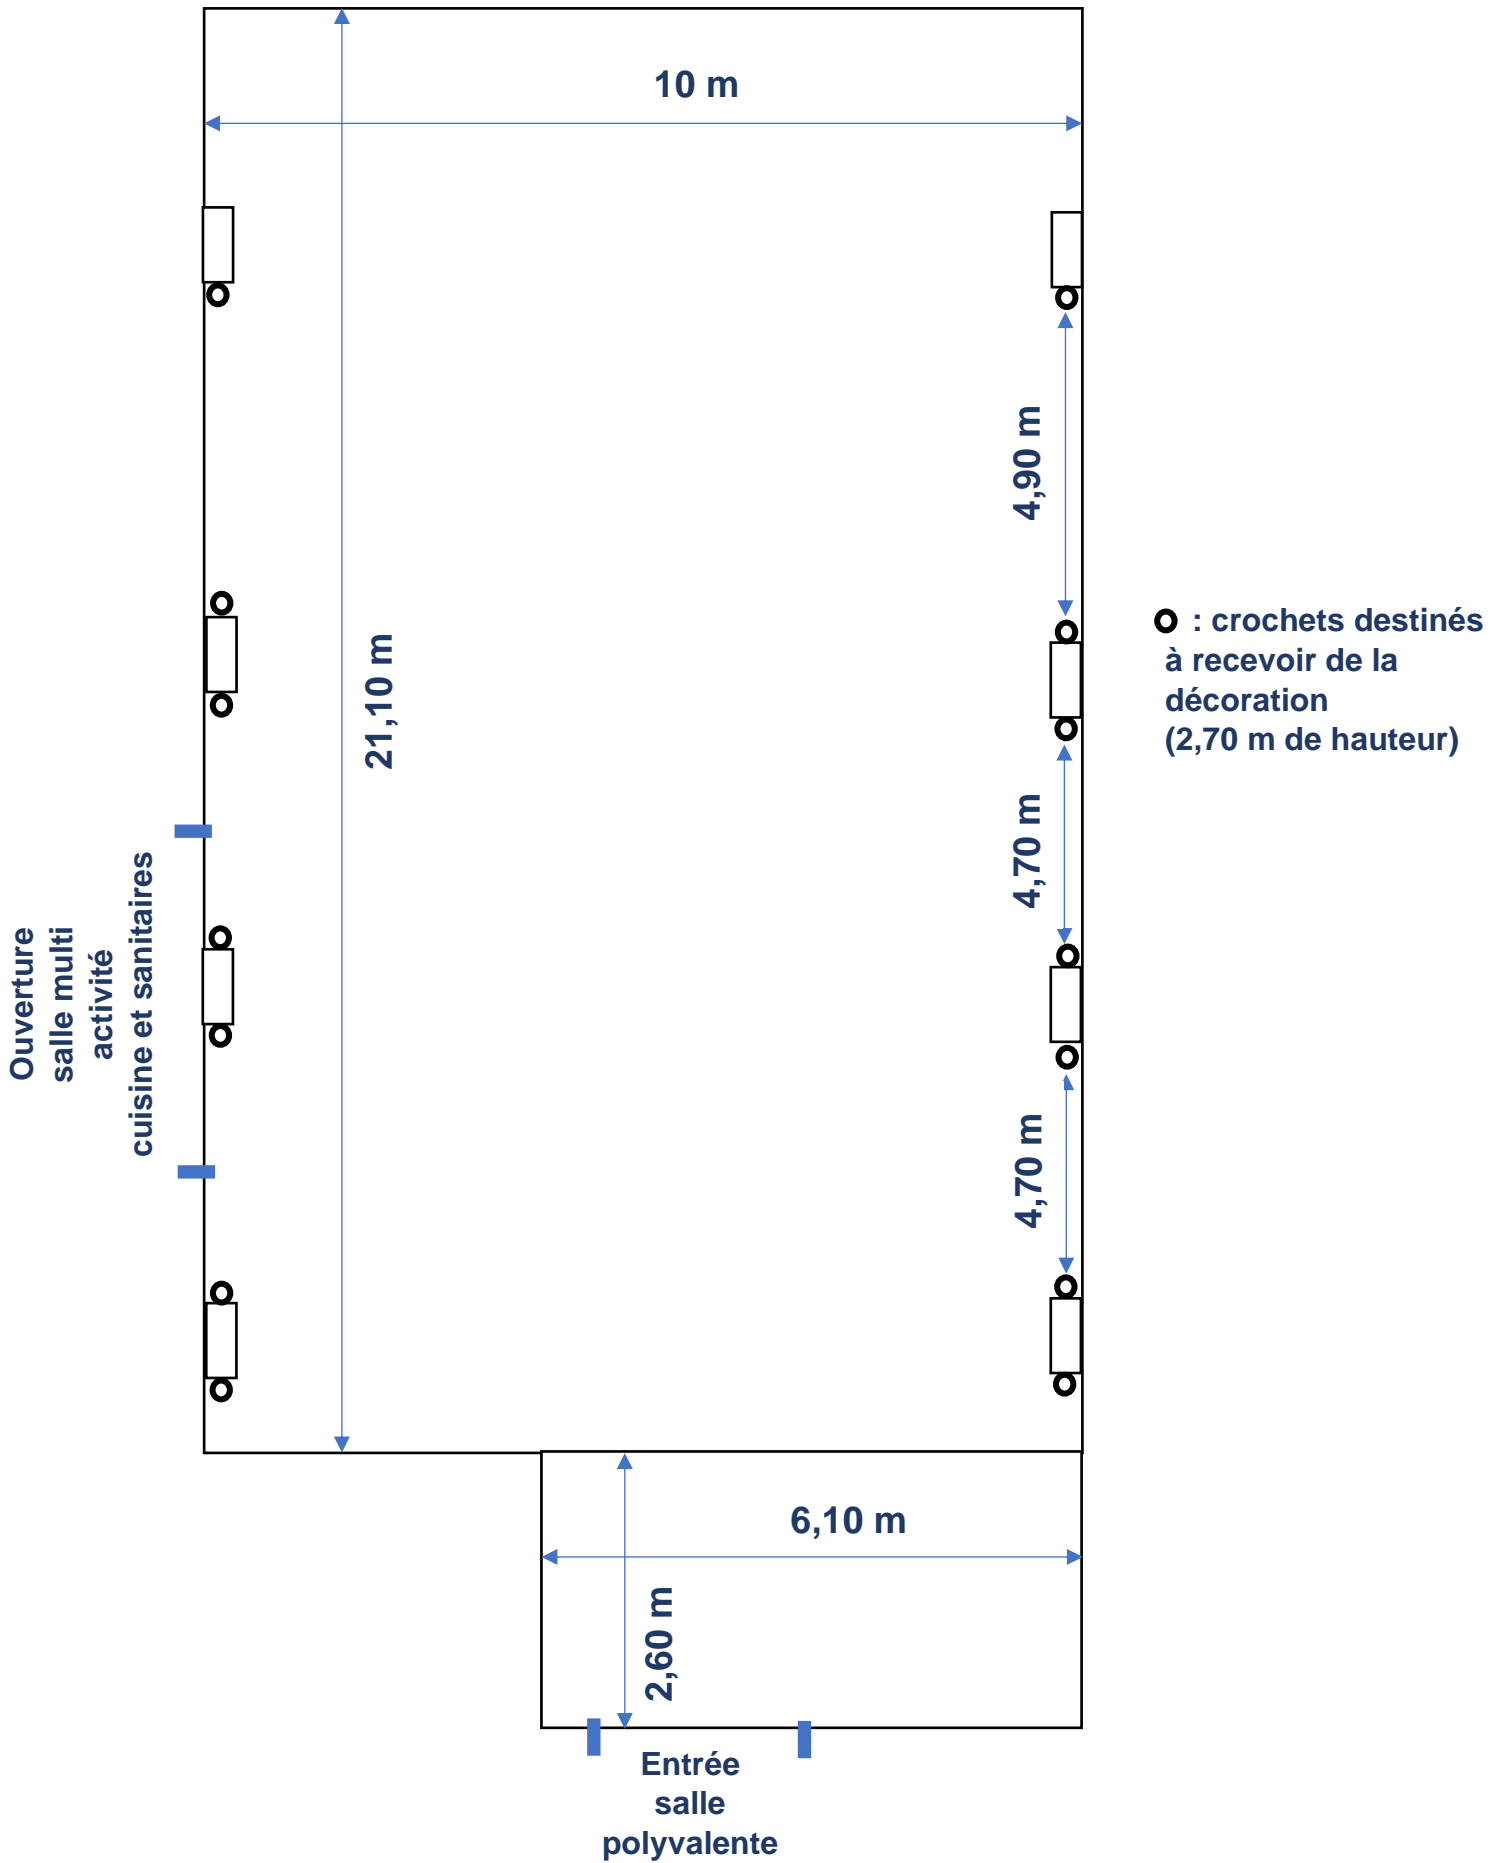 10 m
4,90 m
21,10 m
: crochets destinés
à recevoir de la
décoration
(2,70 m de hauteur)
4,70 m
Ouverture
salle multi
activité
cuisine et sanitaires
4,70 m
6,10 m
2,60 m
Entrée
salle
polyvalente